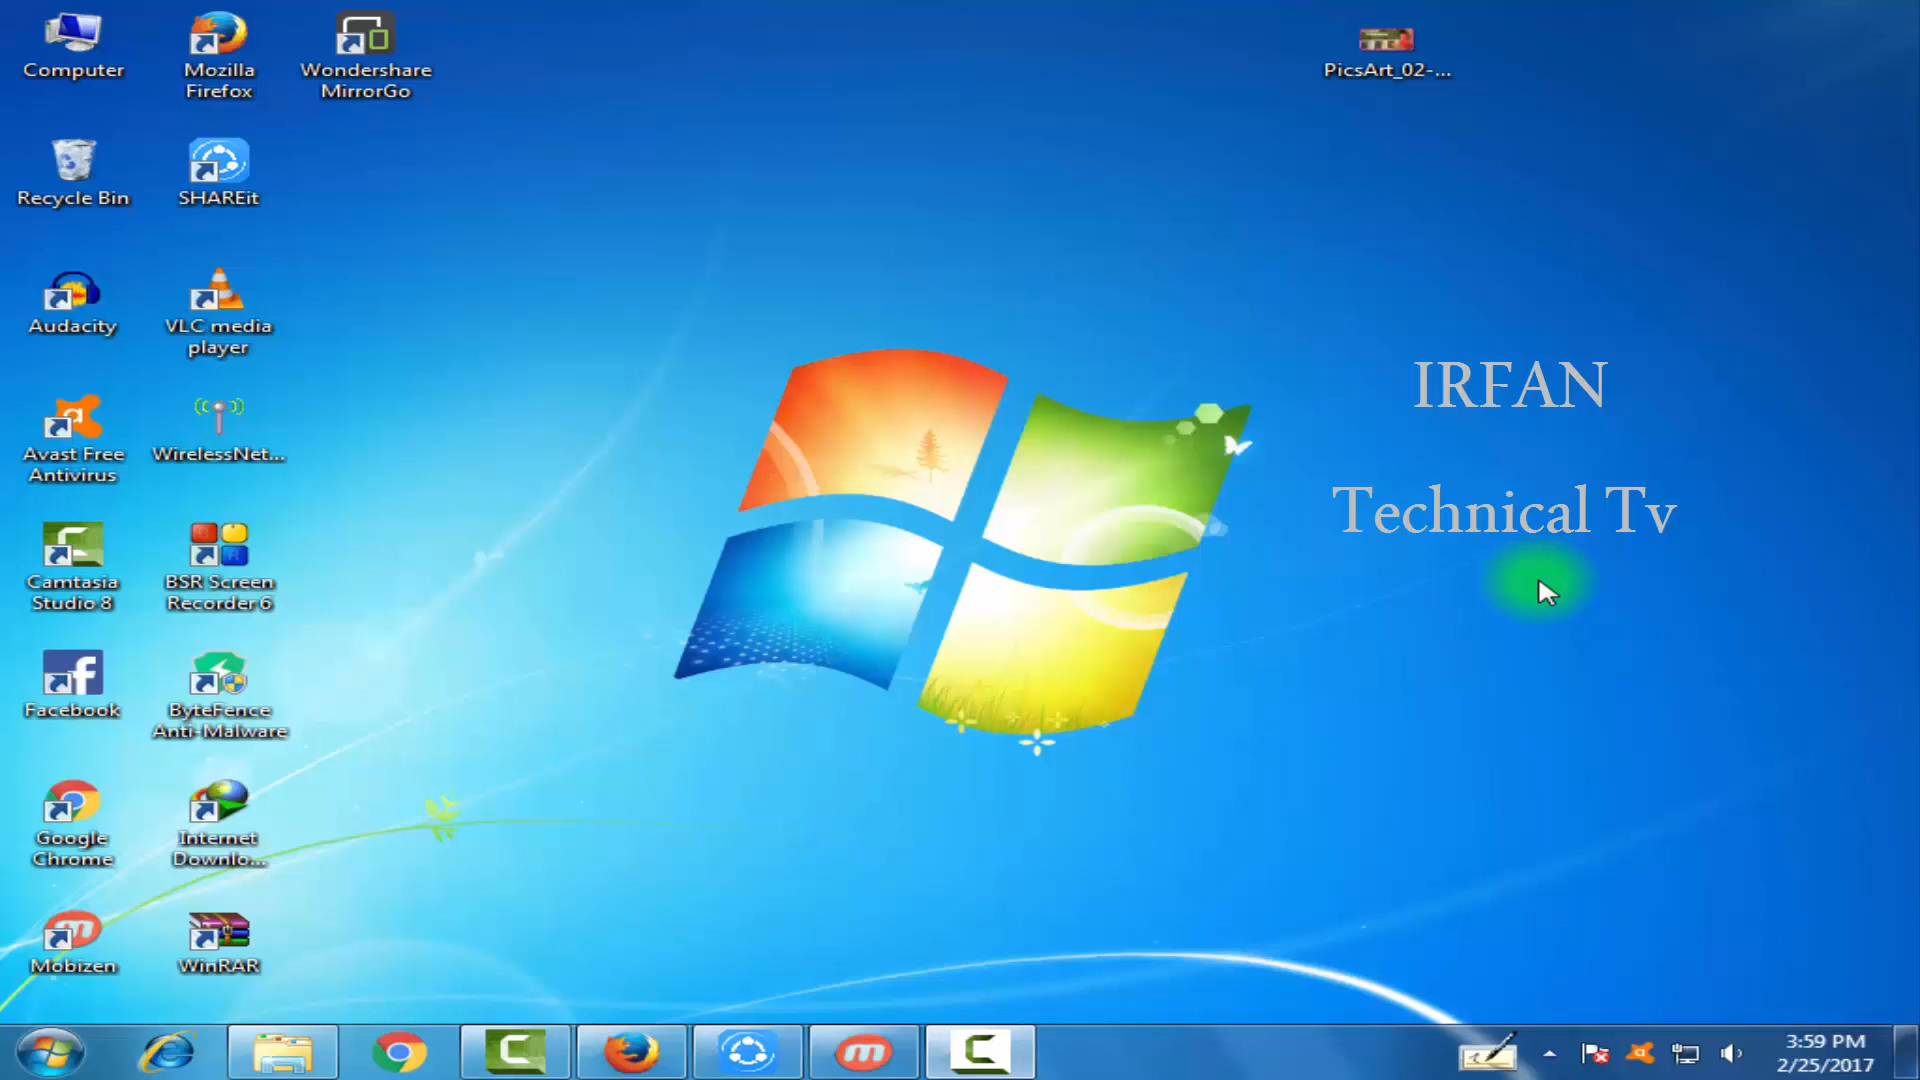 Computer
Mozilla
Firefox
Wondershare
MirrorGo
PicsArt_02-...
Recycle Bin
SHAREit
Audacity
VLC media
player
IRFAN
Technical Tv
Avast Free
Antivirus
WirelessNet...
Camtasia
Studio 8
BSR Screen
Recorder 6
Facebook
ByteFence
Anti-Malware
Google
Chrome
Internet
Downlo...
Mobizen
WinRAR
3:59 PM
2/25/2017